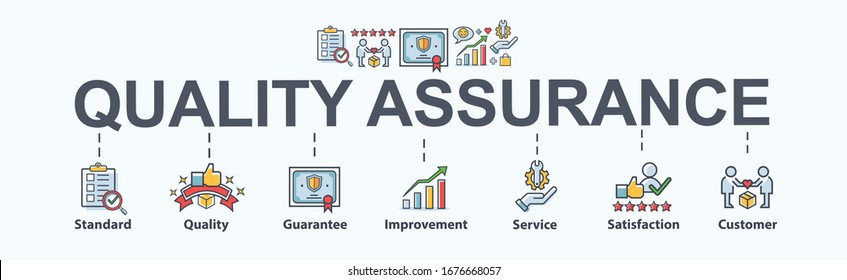 QUALITY ASSURANCE
Standard Quality Guarantee Improvement Service Satisfaction Customer
shutterstock.com · 1676668057